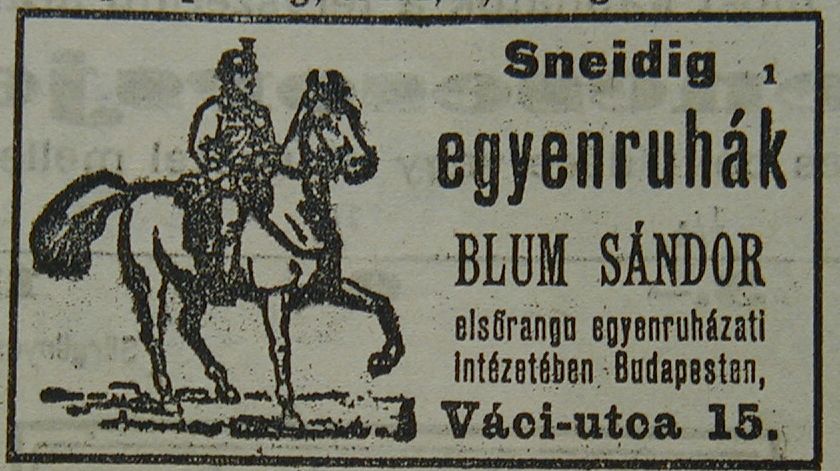 Sneidig 1
egyenruhák
BLUM SÁNDOR
elsőrangu egyenruházati
intézetében Budapesten,
Váci-utca 15.